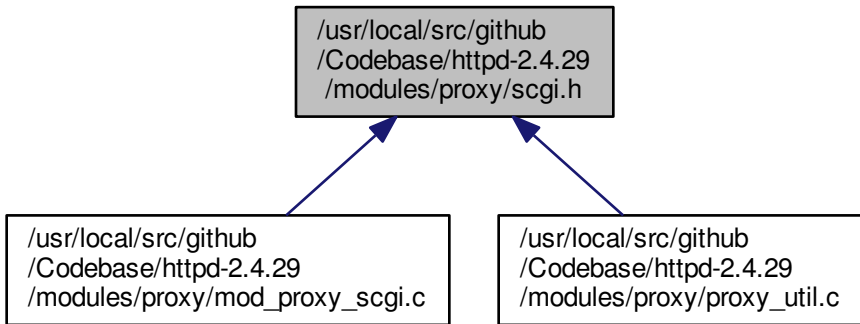 /usr/local/src/github
/Codebase/httpd-2.4.29
/modules/proxy/scgi.h
/usr/local/src/github
/Codebase/httpd-2.4.29
/modules/proxy/mod_proxy_scgi.c
/usr/local/src/github
/Codebase/httpd-2.4.29
/modules/proxy/proxy_util.c